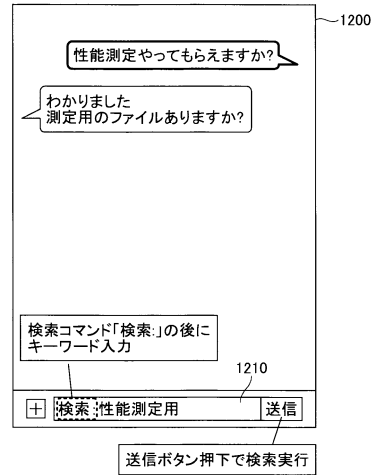 1200
性能測定やってもらえますか?
わかりました
測定用のファイルありますか?
検索コマンド「検索:」の後に
キーワード入力
1210
+ 検索:性能測定用 送信
送信ボタン押下で検索実行